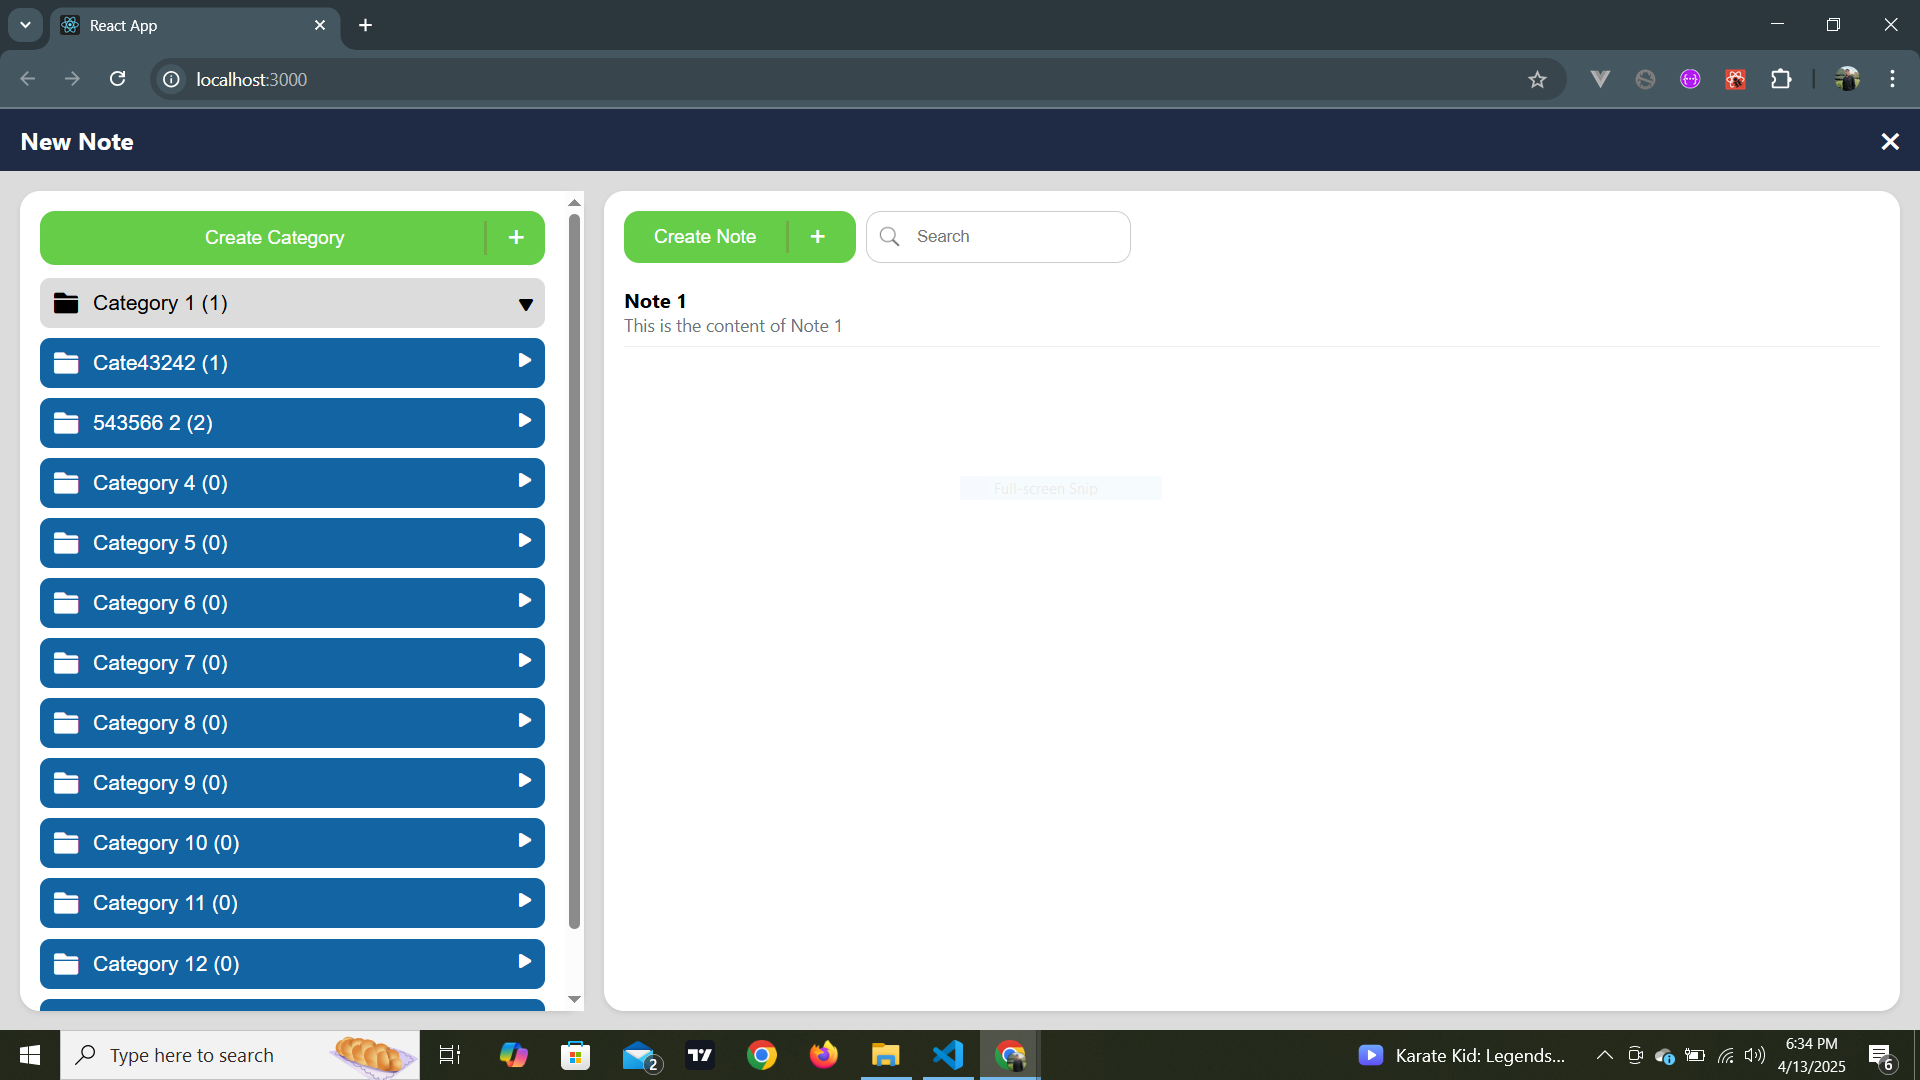 React App
localhost:3000
New Note
Create Category +
Category 1 (1)
Cate43242 (1)
543566 2 (2)
Category 4 (0)
Category 5 (0)
Category 6 (0)
Category 7 (0)
Category 8 (0)
Category 9 (0)
Category 10 (0)
Category 11 (0)
Category 12 (0)
Create Note +
Search
Note 1
This is the content of Note 1
Full-screen Snip
Type here to search
2
Karate Kid: Legends...
6:34 PM
4/13/2025
6